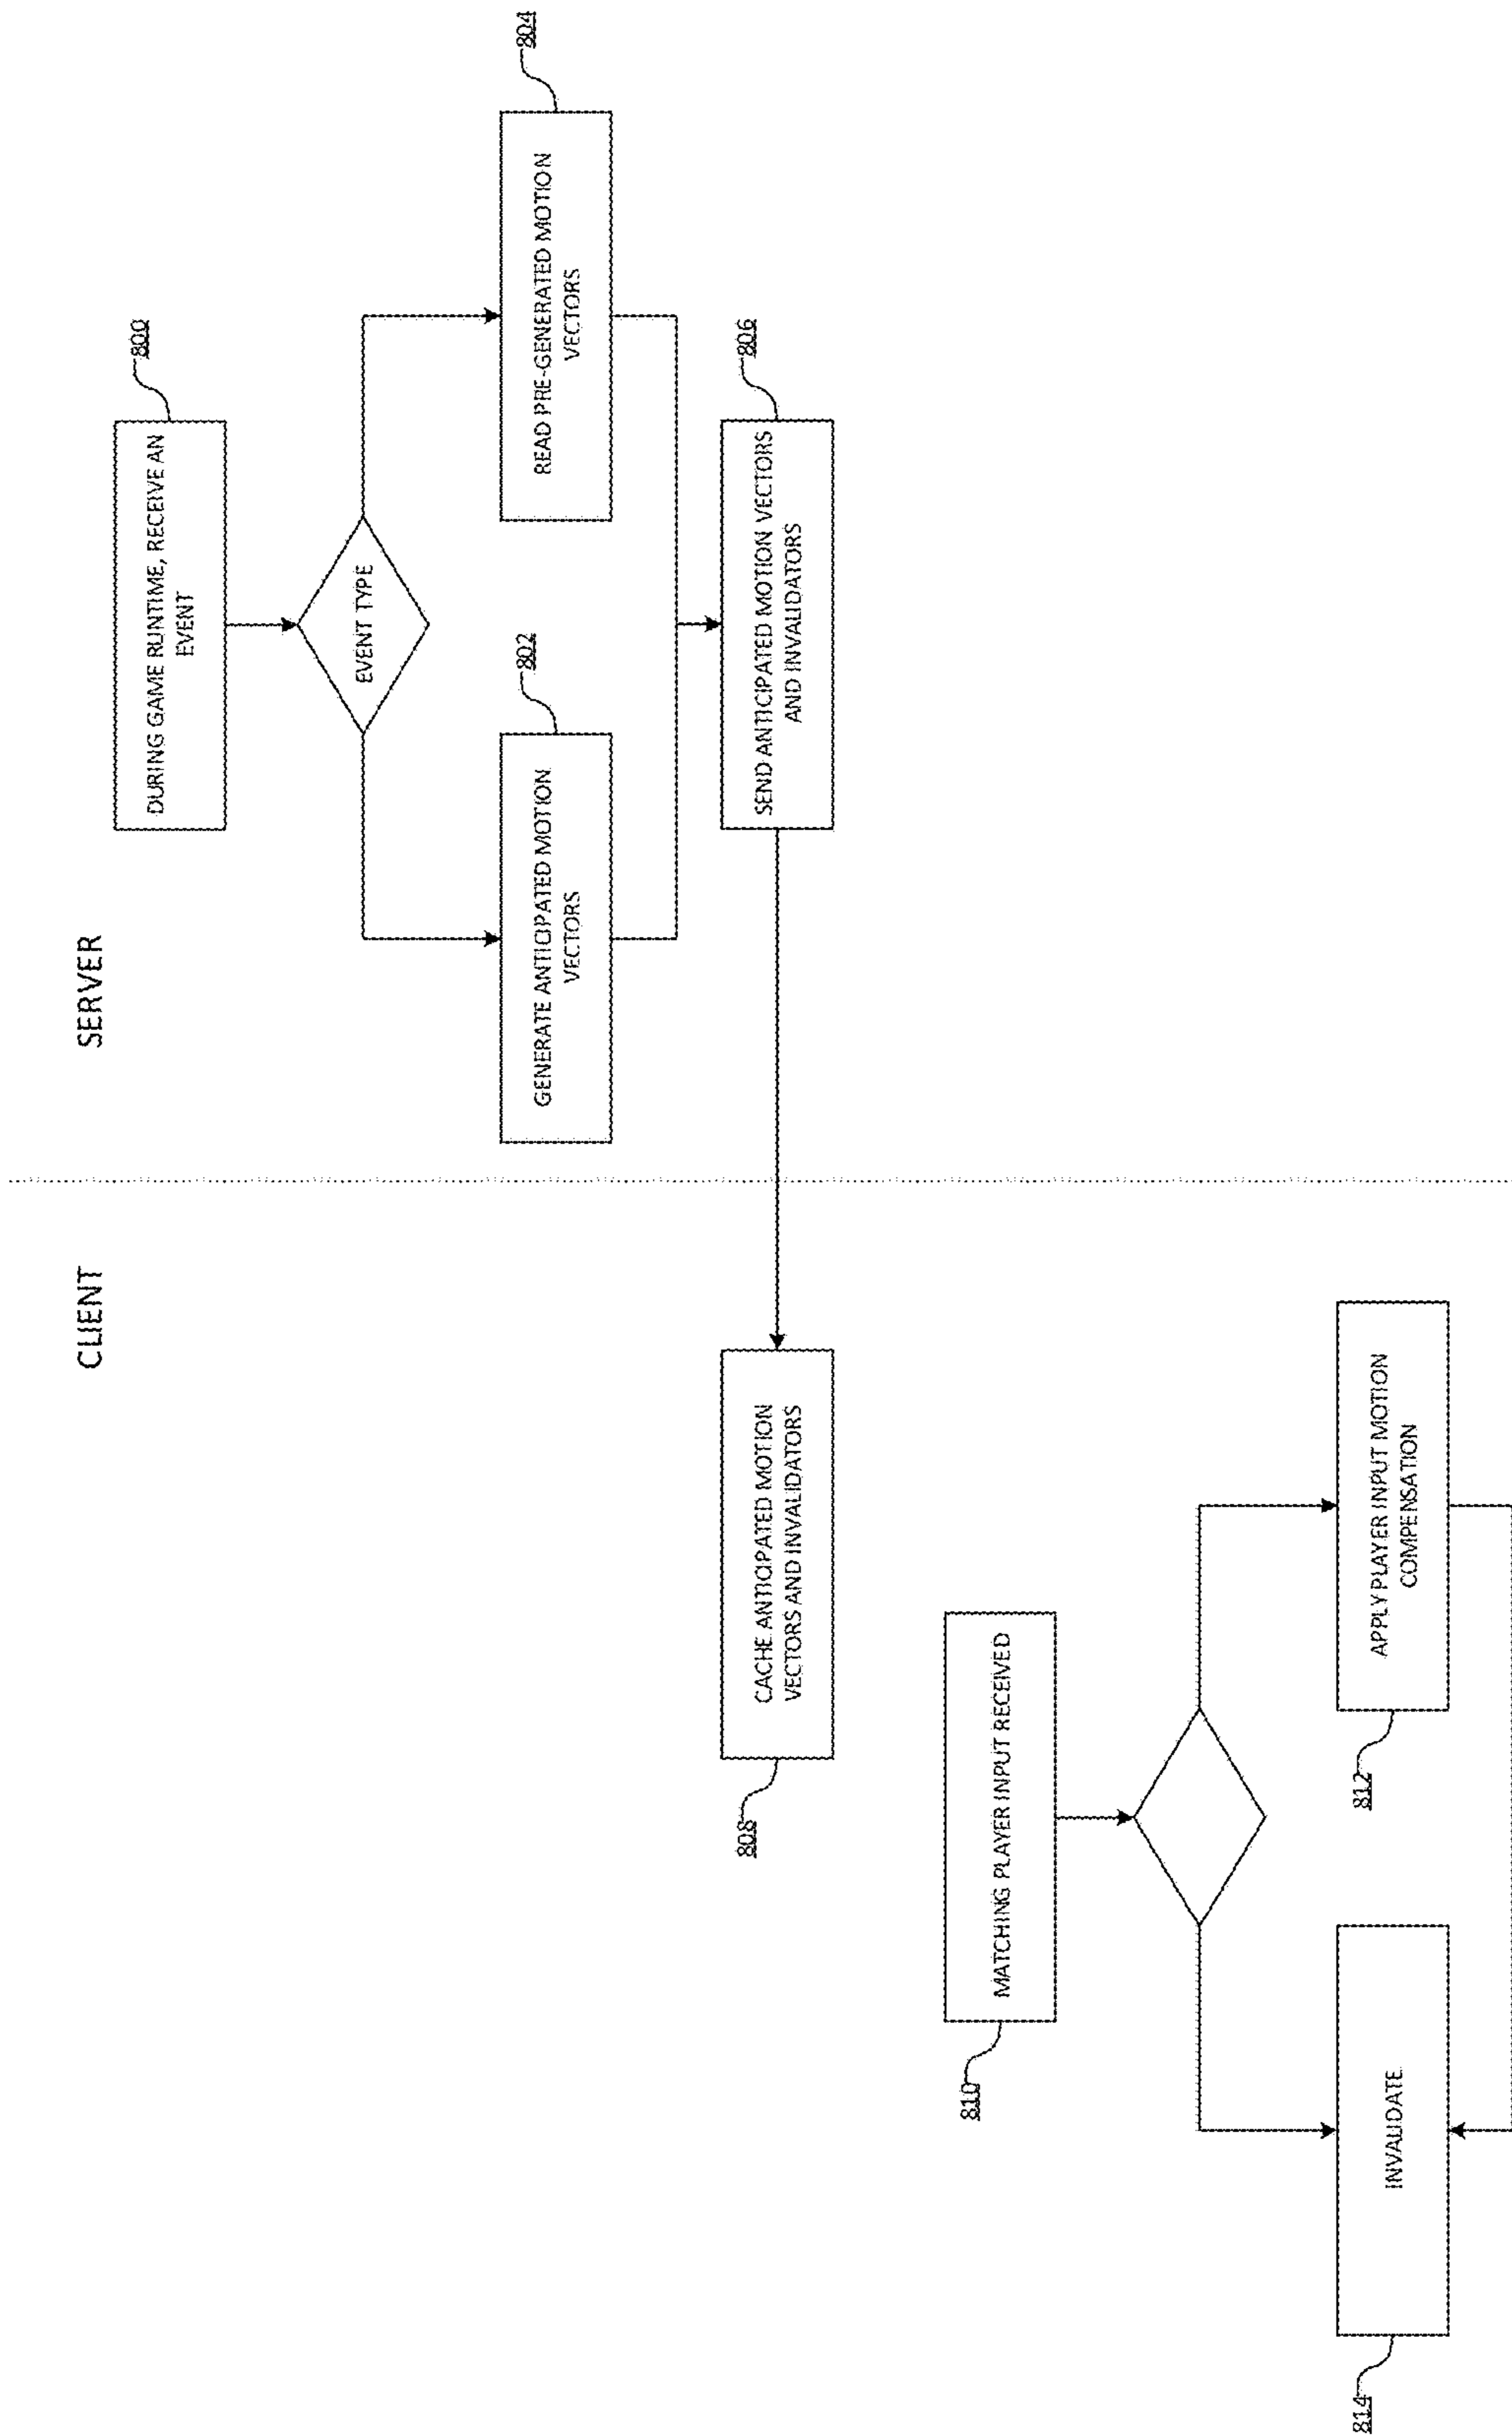 CLIENT
SERVER
DURING GAME RUNTIME, RECEIVE AN
EVENT
800
EVENT TYPE
GENERATE ANTICIPATED MOTION
VECTORS
802
READ PRE-GENERATED MOTION
VECTORS
804
SEND ANTICIPATED MOTION VECTORS
AND INVALIDATORS
806
CACHE ANTICIPATED MOTION
VECTORS AND INVALIDATORS
808
MATCHING PLAYER INPUT RECEIVED
810
APPLY PLAYER INPUT MOTION
COMPENSATION
812
INVALIDATE
814